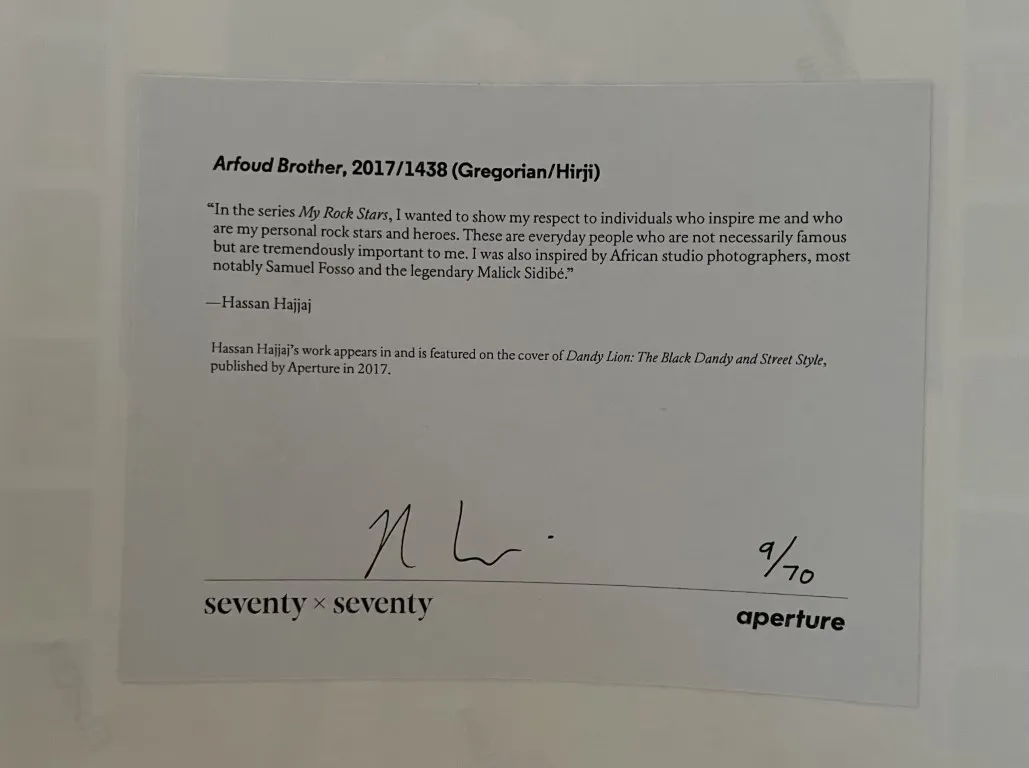 Arfoud Brother, 2017/1438 (Gregorian/Hirji)
“In the series My Rock Stars, I wanted to show my respect to individuals who inspire me and who
are my personal rock stars and heroes. These are everyday people who are not necessarily famous
but are tremendously important to me. I was also inspired by African studio photographers, most
notably Samuel Fosso and the legendary Malick Sidibé.”
—Hassan Hajjaj
Hassan Hajjaj’s work appears in and is featured on the cover of Dandy Lion: The Black Dandy and Street Style,
published by Aperture in 2017.
9/70
seventy × seventy
aperture